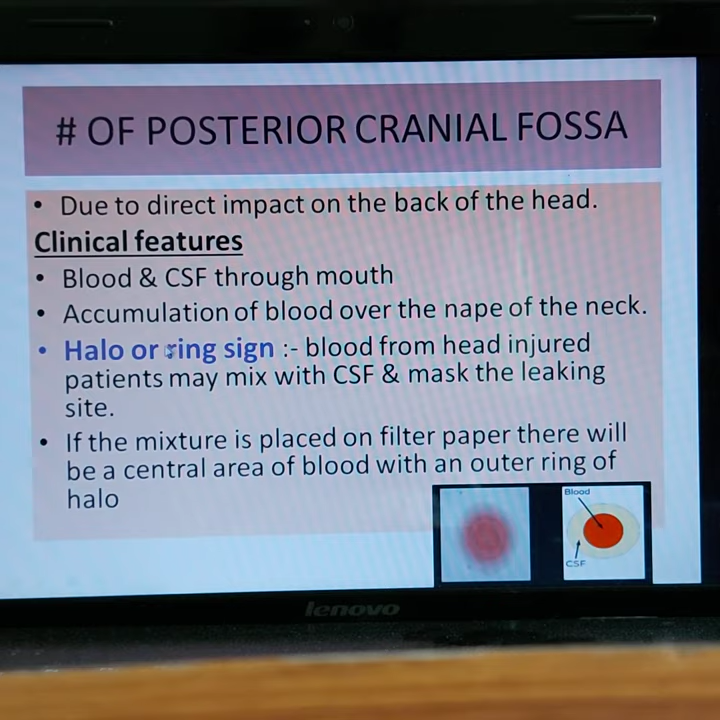 # OF POSTERIOR CRANIAL FOSSA
• Due to direct impact on the back of the head.
Clinical features
• Blood & CSF through mouth
• Accumulation of blood over the nape of the neck.
• Halo or ring sign :- blood from head injured
patients may mix with CSF & mask the leaking
site.
• If the mixture is placed on filter paper there will
be a central area of blood with an outer ring of
halo
Blood
CSF
lenovo